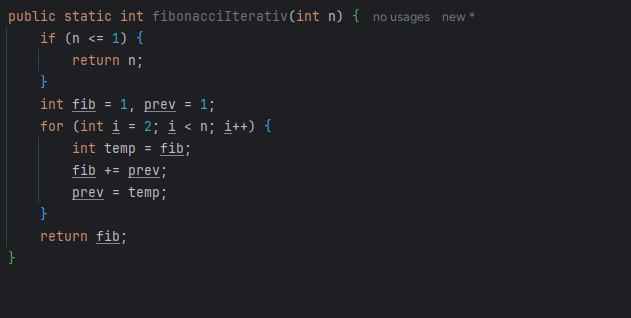 public static int fibonacciIterativ(int n) {  no usages  new *
    if (n <= 1) {
        return n;
    }
    int fib = 1, prev = 1;
    for (int i = 2; i < n; i++) {
        int temp = fib;
        fib += prev;
        prev = temp;
    }
    return fib;
}